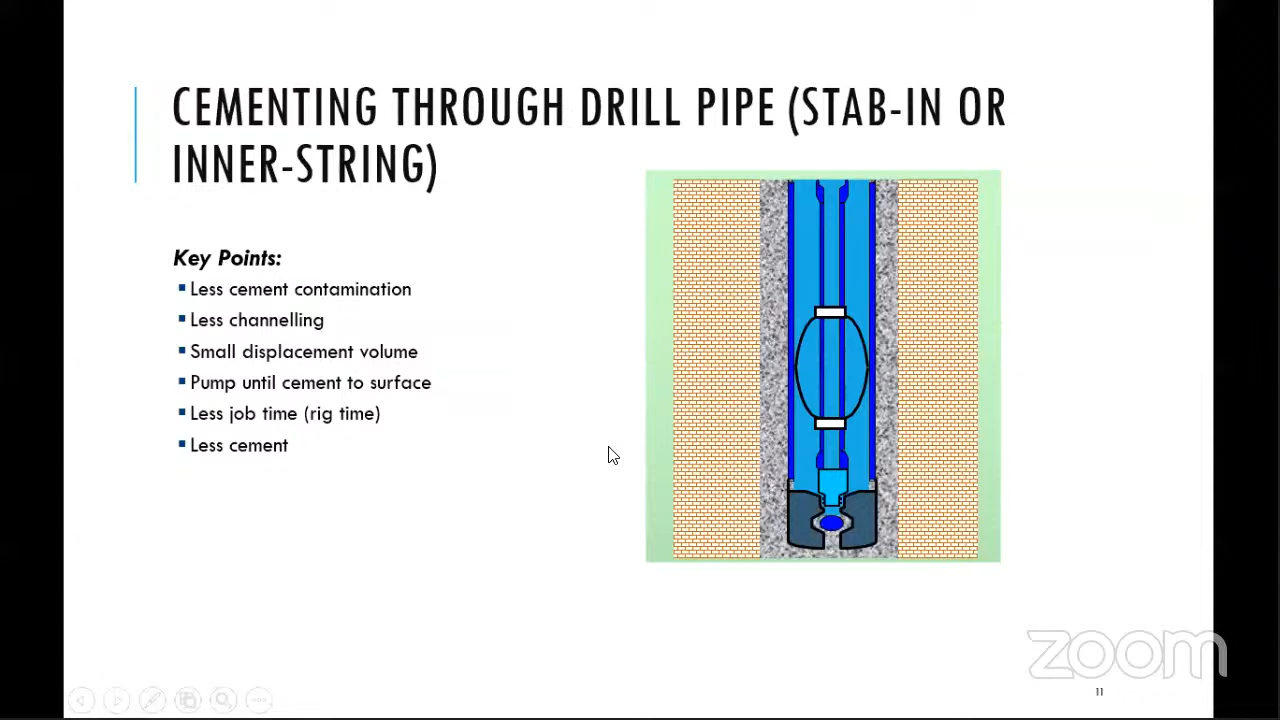 CEMENTING THROUGH DRILL PIPE (STAB-IN OR
INNER-STRING)
Key Points:
Less cement contamination
Less channelling
Small displacement volume
Pump until cement to surface
Less job time (rig time)
Less cement
zoom
11